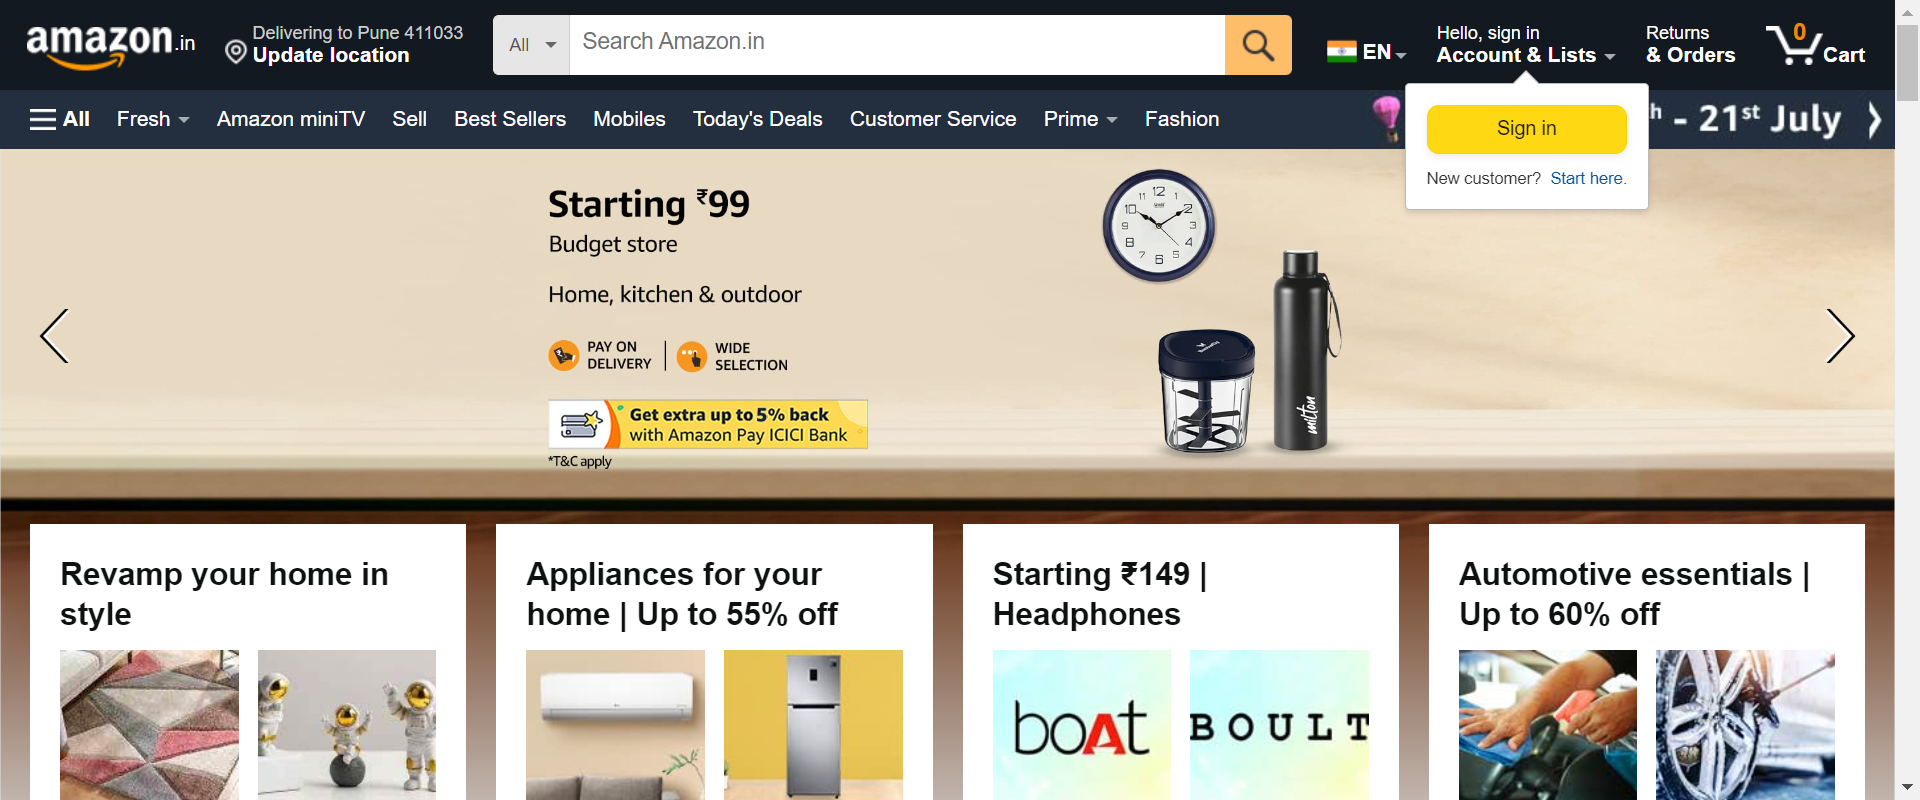 amazon.in
Delivering to Pune 411033
Update location
All
Search Amazon.in
EN
Hello, sign in
Account & Lists
Returns
& Orders
0
Cart
All
Fresh
Amazon miniTV
Sell
Best Sellers
Mobiles
Today's Deals
Customer Service
Prime
Fashion
h - 21st July
Sign in
New customer? Start here.
Starting ₹99
Budget store
Home, kitchen & outdoor
PAY ON
DELIVERY
WIDE
SELECTION
Get extra up to 5% back
with Amazon Pay ICICI Bank
*T&C apply
12
1
2
3
4
5
6
7
8
9
10
11
milton
Revamp your home in
style
Appliances for your
home | Up to 55% off
Starting ₹149 |
Headphones
Automotive essentials |
Up to 60% off
boAt
BOULT